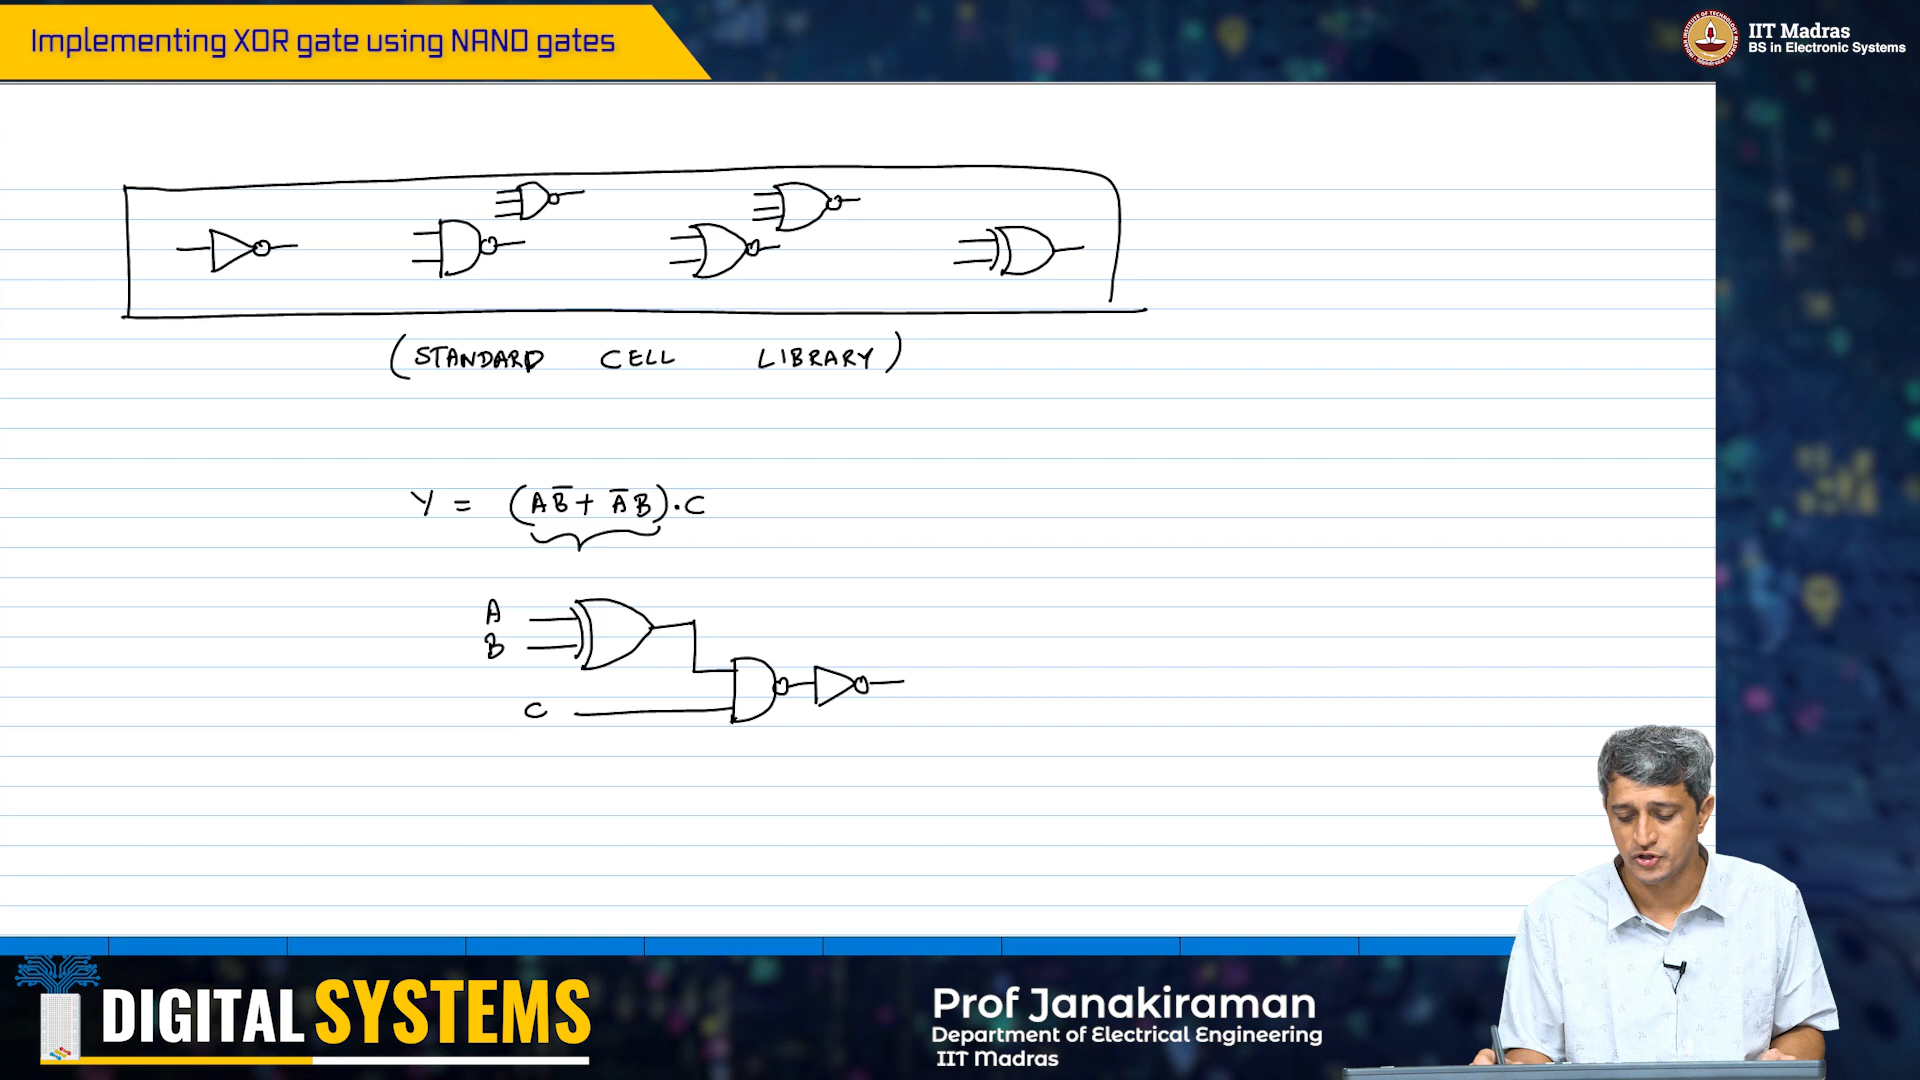 Implementing XOR gate using NAND gates
IIT Madras
BS in Electronic Systems
(STANDARD CELL LIBRARY)
Y = (AB̅ + A̅B).C
A
B
C
DIGITAL SYSTEMS
Prof Janakiraman
Department of Electrical Engineering
IIT Madras